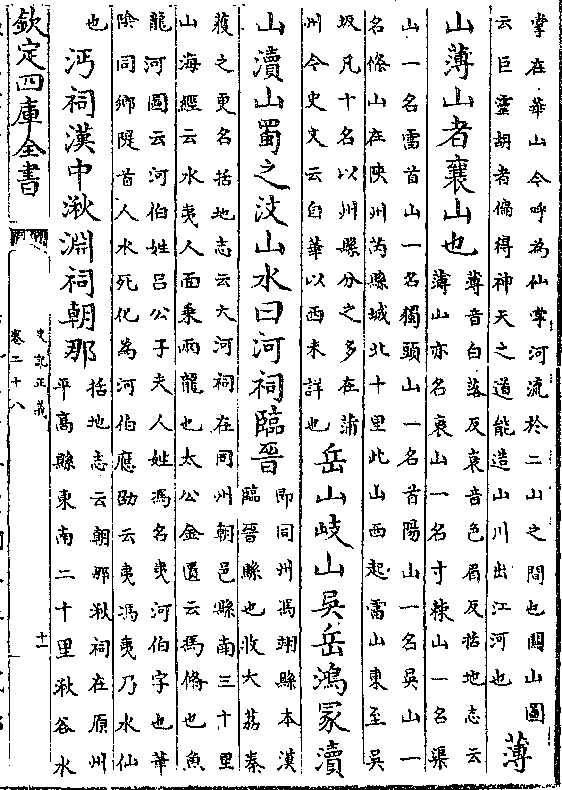 掌在華山今呼為仙掌河流於二山之間也開山圖
云巨靈胡者偏得神天之道能造山川出江河也
薄
山薄山者襄山也
薄音白落反衰音色眉反括地志云
薄山亦名衰山一名寸棘山一名渠
山一名雷首山一名獨頭山一名首陽山一名吳山一
名條山在陜州芮縣城北十里此山西起雷山東至吳
坂凡十名以州縣分之多在蒲
州今史文云自華以西未詳也
岳山岐山吳岳鴻冡瀆
山瀆山蜀之汶山水曰河祠臨晉
即同州馮翊縣本漢
臨晉縣也收大荔秦
獲之更名括地志云大河祠在同州朝邑縣南三十里
山海經云水夷人面乘兩龍也太公金匱云馮脩也魚
龍河圖云河伯姓吕公子夫人姓馮名夷河伯字也華
陰同鄉隄首人水死化為河伯應劭云夷馮夷乃水仙
也
沔祠漢中湫淵祠朝那
括地志云朝那湫祠在原州
平髙縣東南二十里湫谷水
欽定四庫全書
史記正義
卷二十八
十一